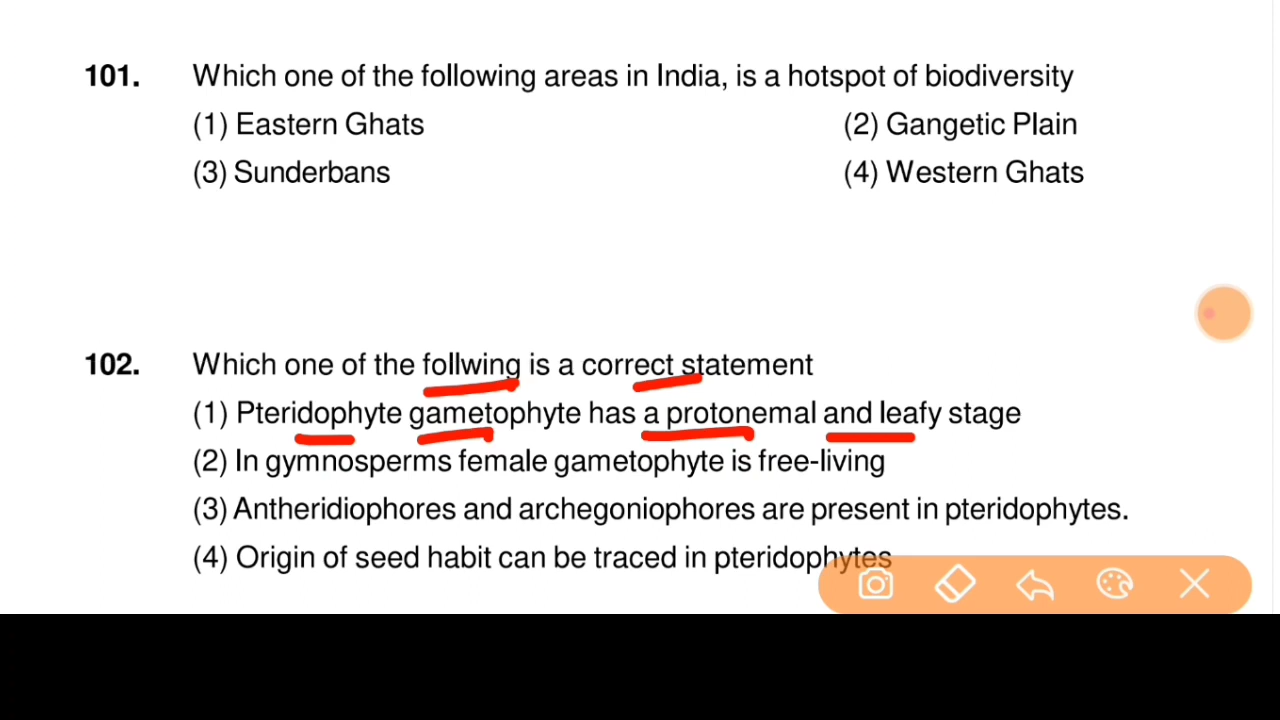 101. Which one of the following areas in India, is a hotspot of biodiversity
(1) Eastern Ghats (2) Gangetic Plain
(3) Sunderbans (4) Western Ghats
102. Which one of the follwing is a correct statement
(1) Pteridophyte gametophyte has a protonemal and leafy stage
(2) In gymnosperms female gametophyte is free-living
(3) Antheridiophores and archegoniophores are present in pteridophytes.
(4) Origin of seed habit can be traced in pteridophytes